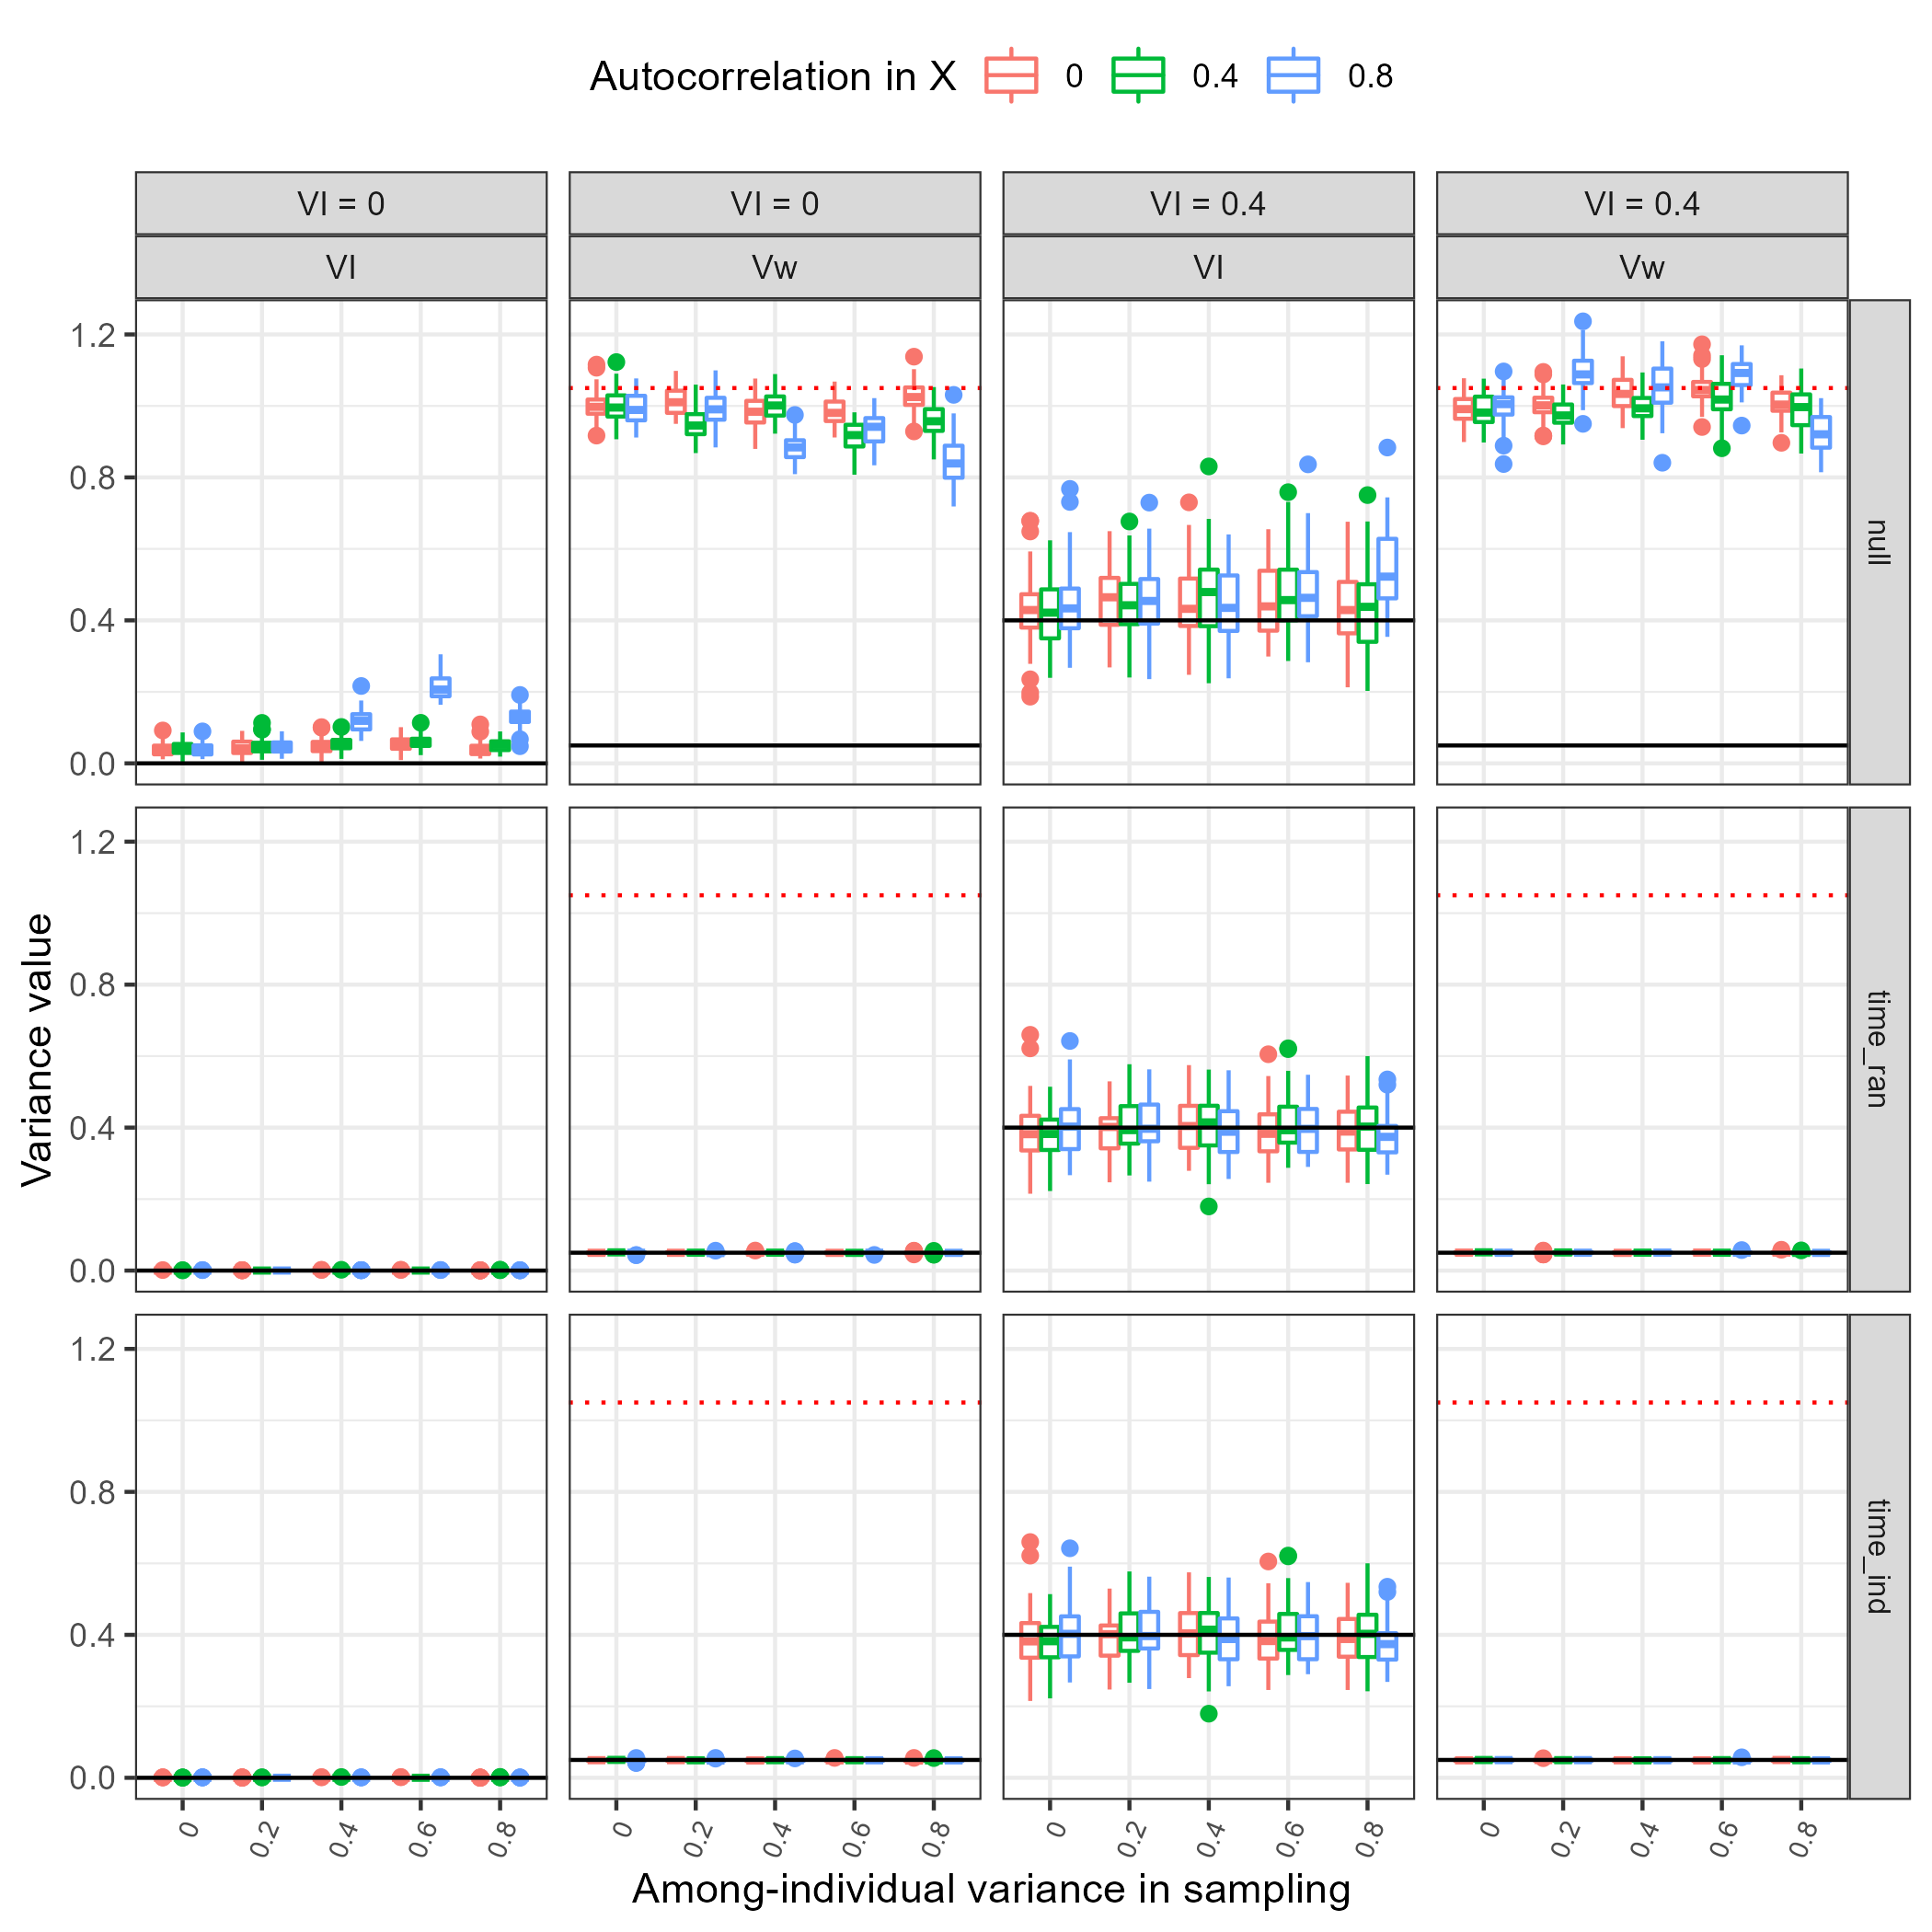 Autocorrelation in X 0 0.4 0.8
VI = 0 VI = 0 VI = 0.4 VI = 0.4
VI Vw VI Vw
1.2
0.8
0.4
0.0
null
1.2
0.8
0.4
0.0
time_ran
1.2
0.8
0.4
0.0
time_ind
Variance value
0 0.2 0.4 0.6 0.8 0 0.2 0.4 0.6 0.8 0 0.2 0.4 0.6 0.8 0 0.2 0.4 0.6 0.8
Among-individual variance in sampling